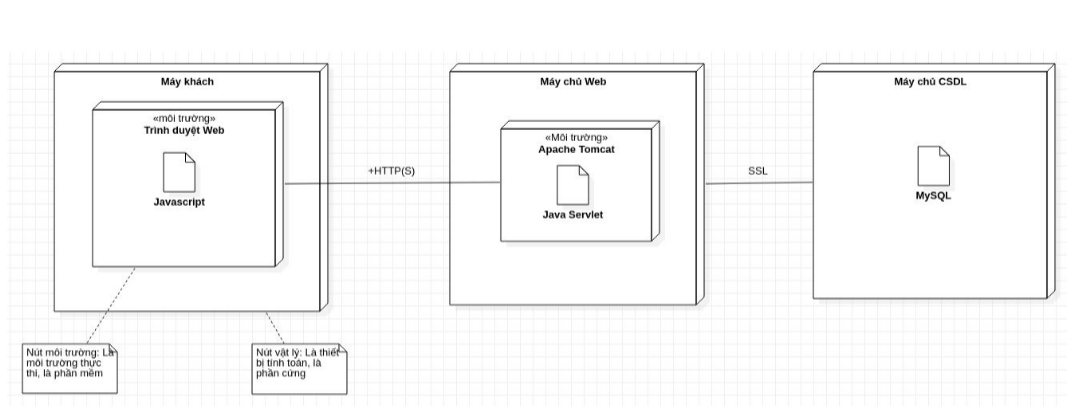 Máy khách
«môi trường»
Trình duyệt Web
Javascript
+HTTP(S)
Máy chủ Web
«Môi trường»
Apache Tomcat
Java Servlet
SSL
Máy chủ CSDL
MySQL
Nút môi trường: Là
môi trường thực
thi, là phần mềm
Nút vật lý: Là thiết
bị tính toán, là
phần cứng